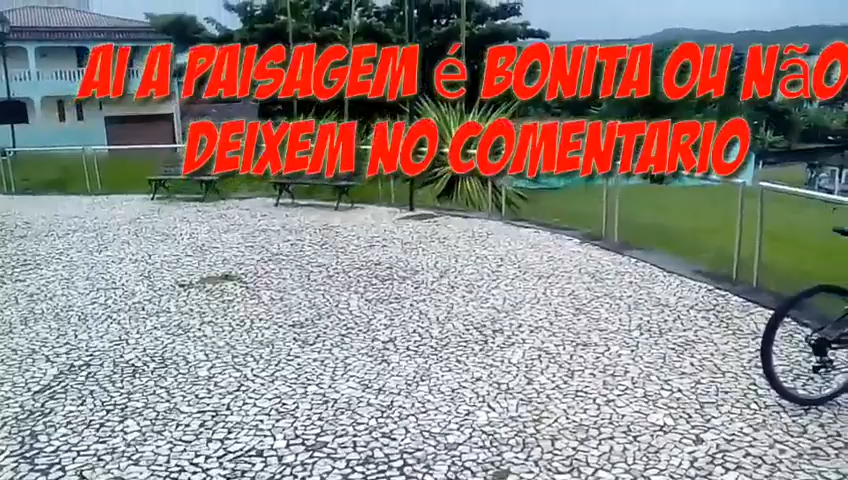 AI A PAISAGEM é BONITA OU NãO
DEIXEM NO COMENTARIO